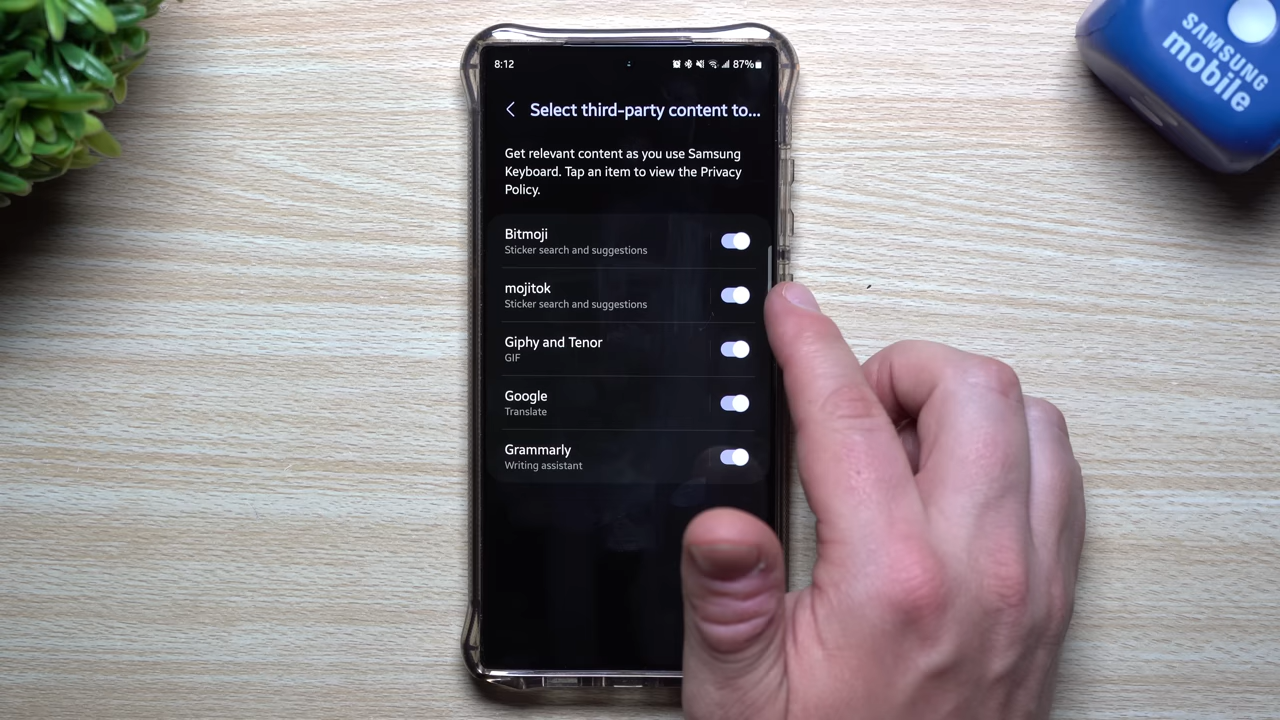 8:12
87%
Select third-party content to...
Get relevant content as you use Samsung
Keyboard. Tap an item to view the Privacy
Policy.
Bitmoji
Sticker search and suggestions
mojitok
Sticker search and suggestions
Giphy and Tenor
GIF
Google
Translate
Grammarly
Writing assistant
SAMSUNG
mobile